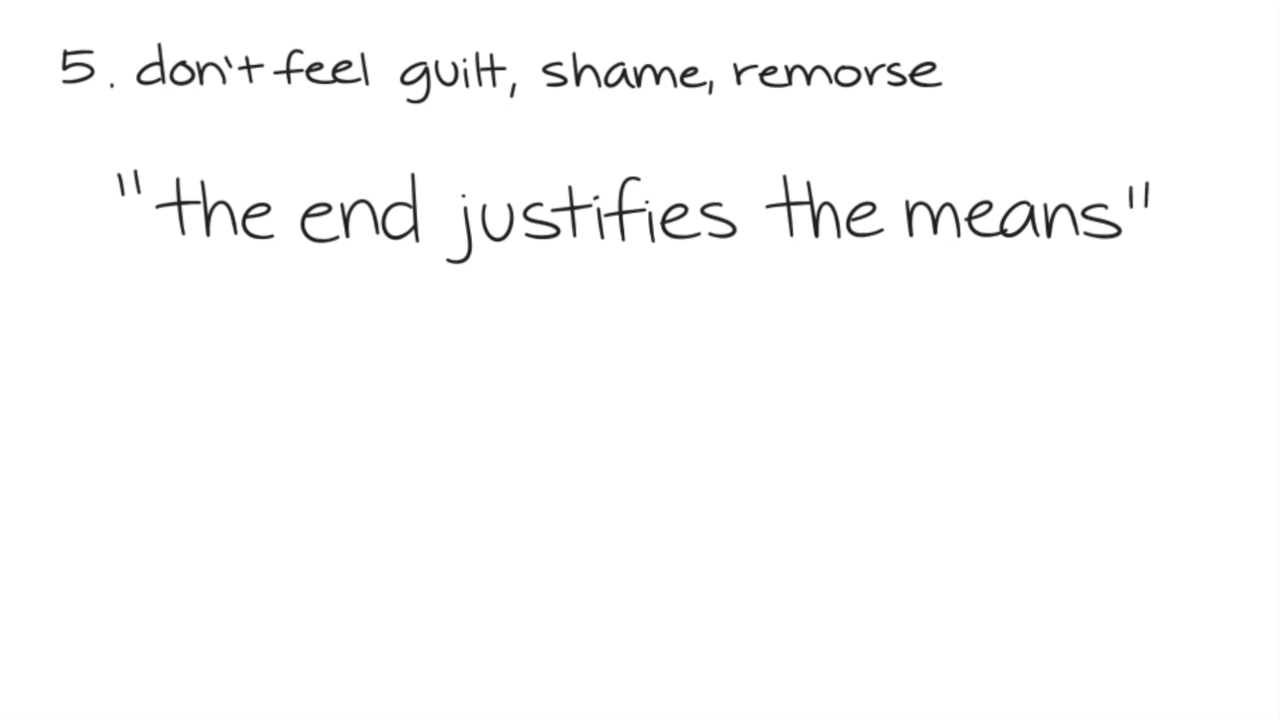 5. don't feel guilt, shame, remorse
"the end justifies the means"